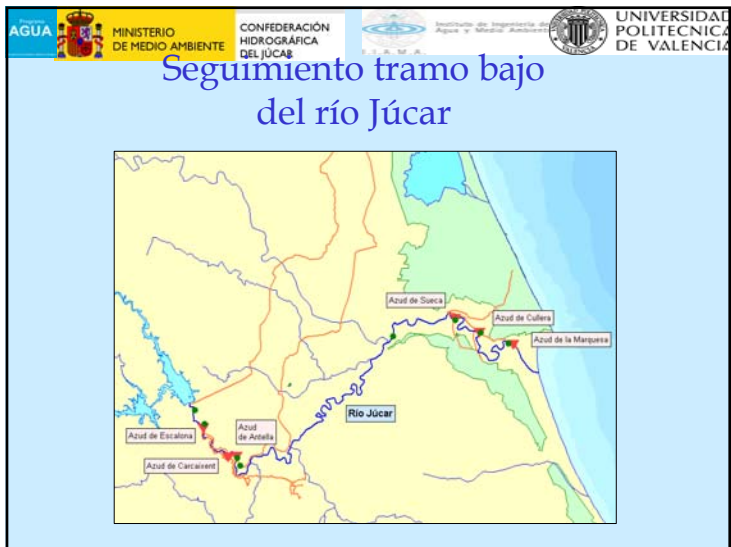 Programa
AGUA
MINISTERIO
DE MEDIO AMBIENTE
CONFEDERACIÓN
HIDROGRÁFICA
DEL JÚCAR
Instituto de Ingeniería de
Agua y Medio Ambiente
I.I.A.M.A.
UNIVERSIDAD
POLITECNICA
DE VALENCIA
Seguimiento tramo bajo
del río Júcar
Azud de Sueca
Azud de Cullera
Azud de la Marquesa
Río Júcar
Azud de Escalona
Azud
de Antella
Azud de Carcaixent